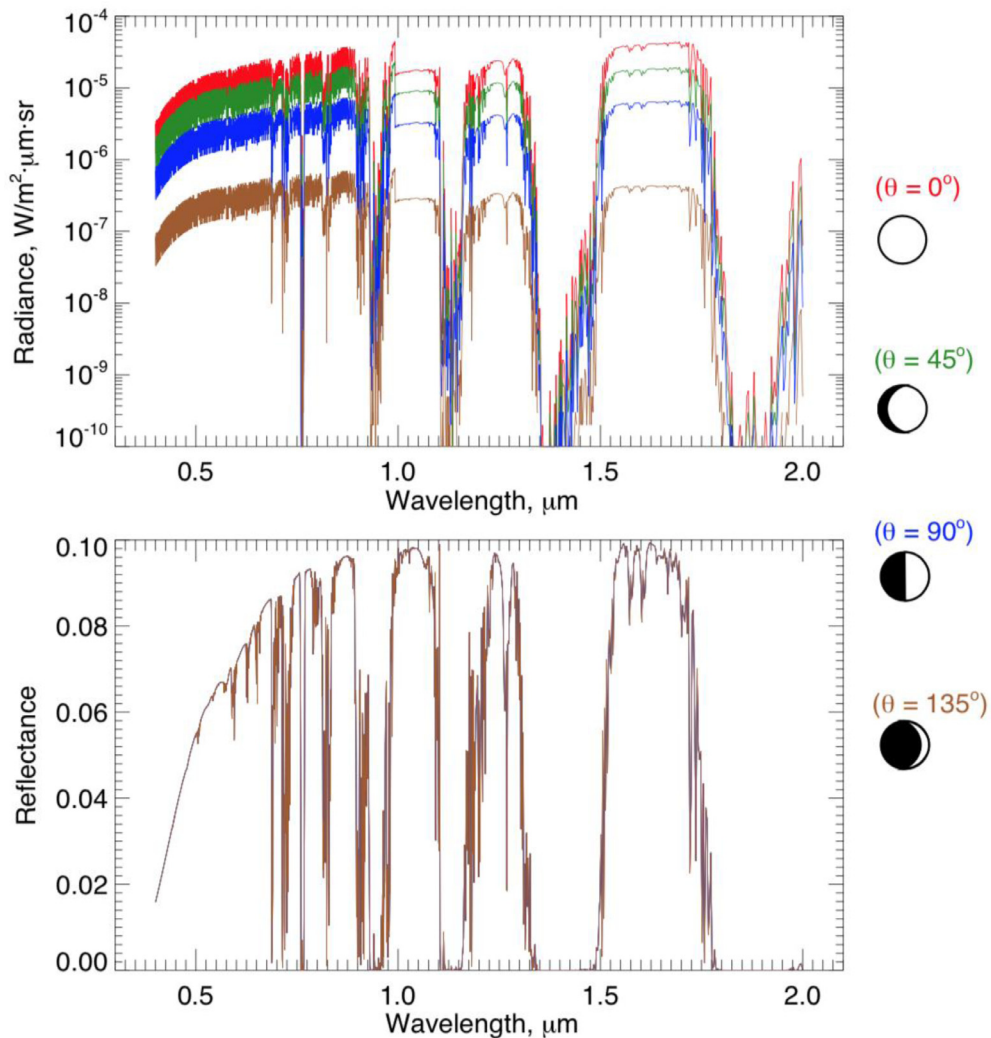 10⁻⁴
10⁻⁵
10⁻⁶
10⁻⁷
10⁻⁸
10⁻⁹
10⁻¹⁰
Radiance, W/m²·μm·sr
0.5 1.0 1.5 2.0
Wavelength, μm
0.10
0.08
0.06
0.04
0.02
0.00
Reflectance
0.5 1.0 1.5 2.0
Wavelength, μm
(θ = 0°)
(θ = 45°)
(θ = 90°)
(θ = 135°)